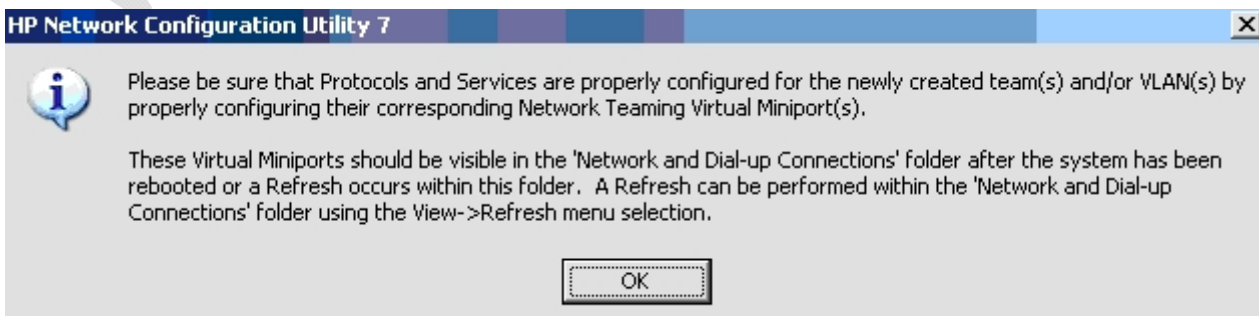 HP Network Configuration Utility 7
Please be sure that Protocols and Services are properly configured for the newly created team(s) and/or VLAN(s) by
properly configuring their corresponding Network Teaming Virtual Miniport(s).
These Virtual Miniports should be visible in the 'Network and Dial-up Connections' folder after the system has been
rebooted or a Refresh occurs within this folder.  A Refresh can be performed within the 'Network and Dial-up
Connections' folder using the View->Refresh menu selection.
OK